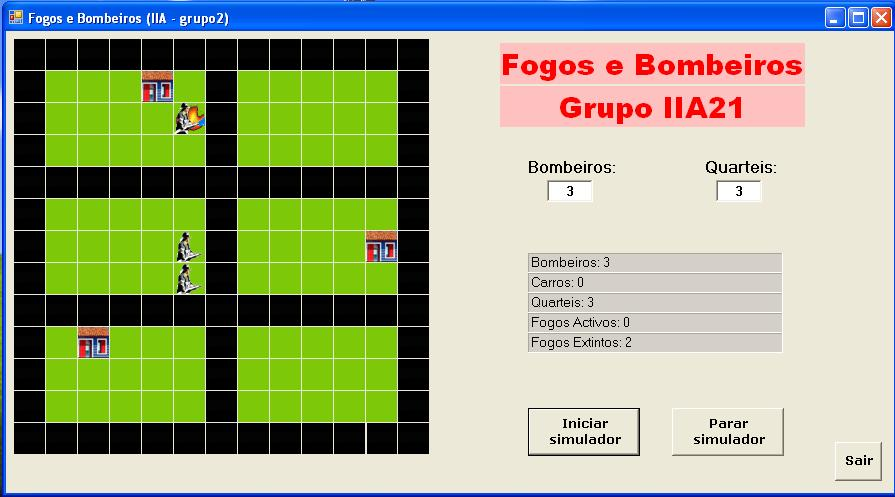 Fogos e Bombeiros (IIA - grupo2)
Fogos e Bombeiros
Grupo IIA21
Bombeiros: Quarteis:
3 3
Bombeiros: 3
Carros: 0
Quarteis: 3
Fogos Activos: 0
Fogos Extintos: 2
Iniciar simulador
Parar simulador
Sair